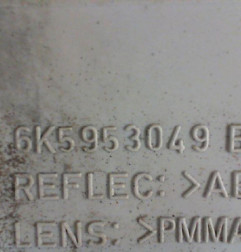 6K5953049 E
REFLEC: >AB
LENS: >PMMA